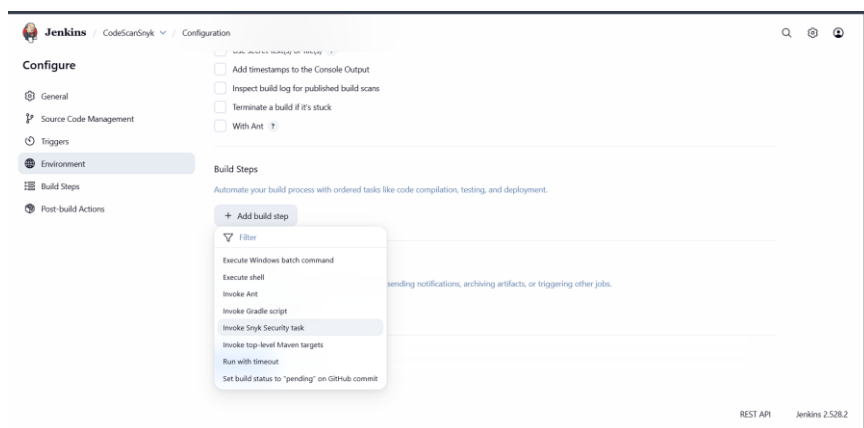 Jenkins / CodeScanSnyk / Configuration
Configure
General
Source Code Management
Triggers
Environment
Build Steps
Post-build Actions
Use secret text(s) or file(s) ?
Add timestamps to the Console Output
Inspect build log for published build scans
Terminate a build if it's stuck
With Ant ?
Build Steps
Automate your build process with ordered tasks like code compilation, testing, and deployment.
+ Add build step
Filter
Execute Windows batch command
Execute shell
sending notifications, archiving artifacts, or triggering other jobs.
Invoke Ant
Invoke Gradle script
Invoke Snyk Security task
Invoke top-level Maven targets
Run with timeout
Set build status to "pending" on GitHub commit
REST API Jenkins 2.528.2